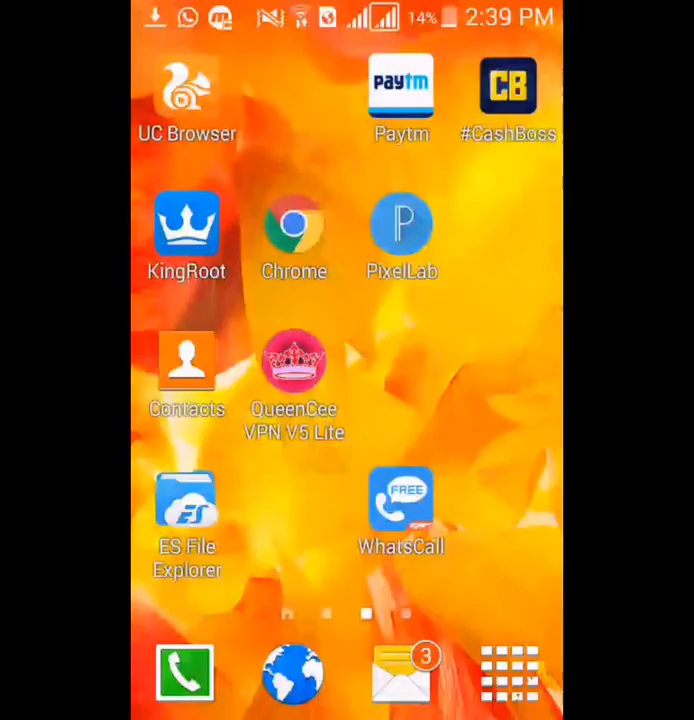 14% 2:39 PM
paytm
CB
UC Browser
Paytm
#CashBoss
P
KingRoot
Chrome
PixelLab
Contacts
QueenCee
VPN V5 Lite
FREE
ES
ES File
Explorer
WhatsCall
3